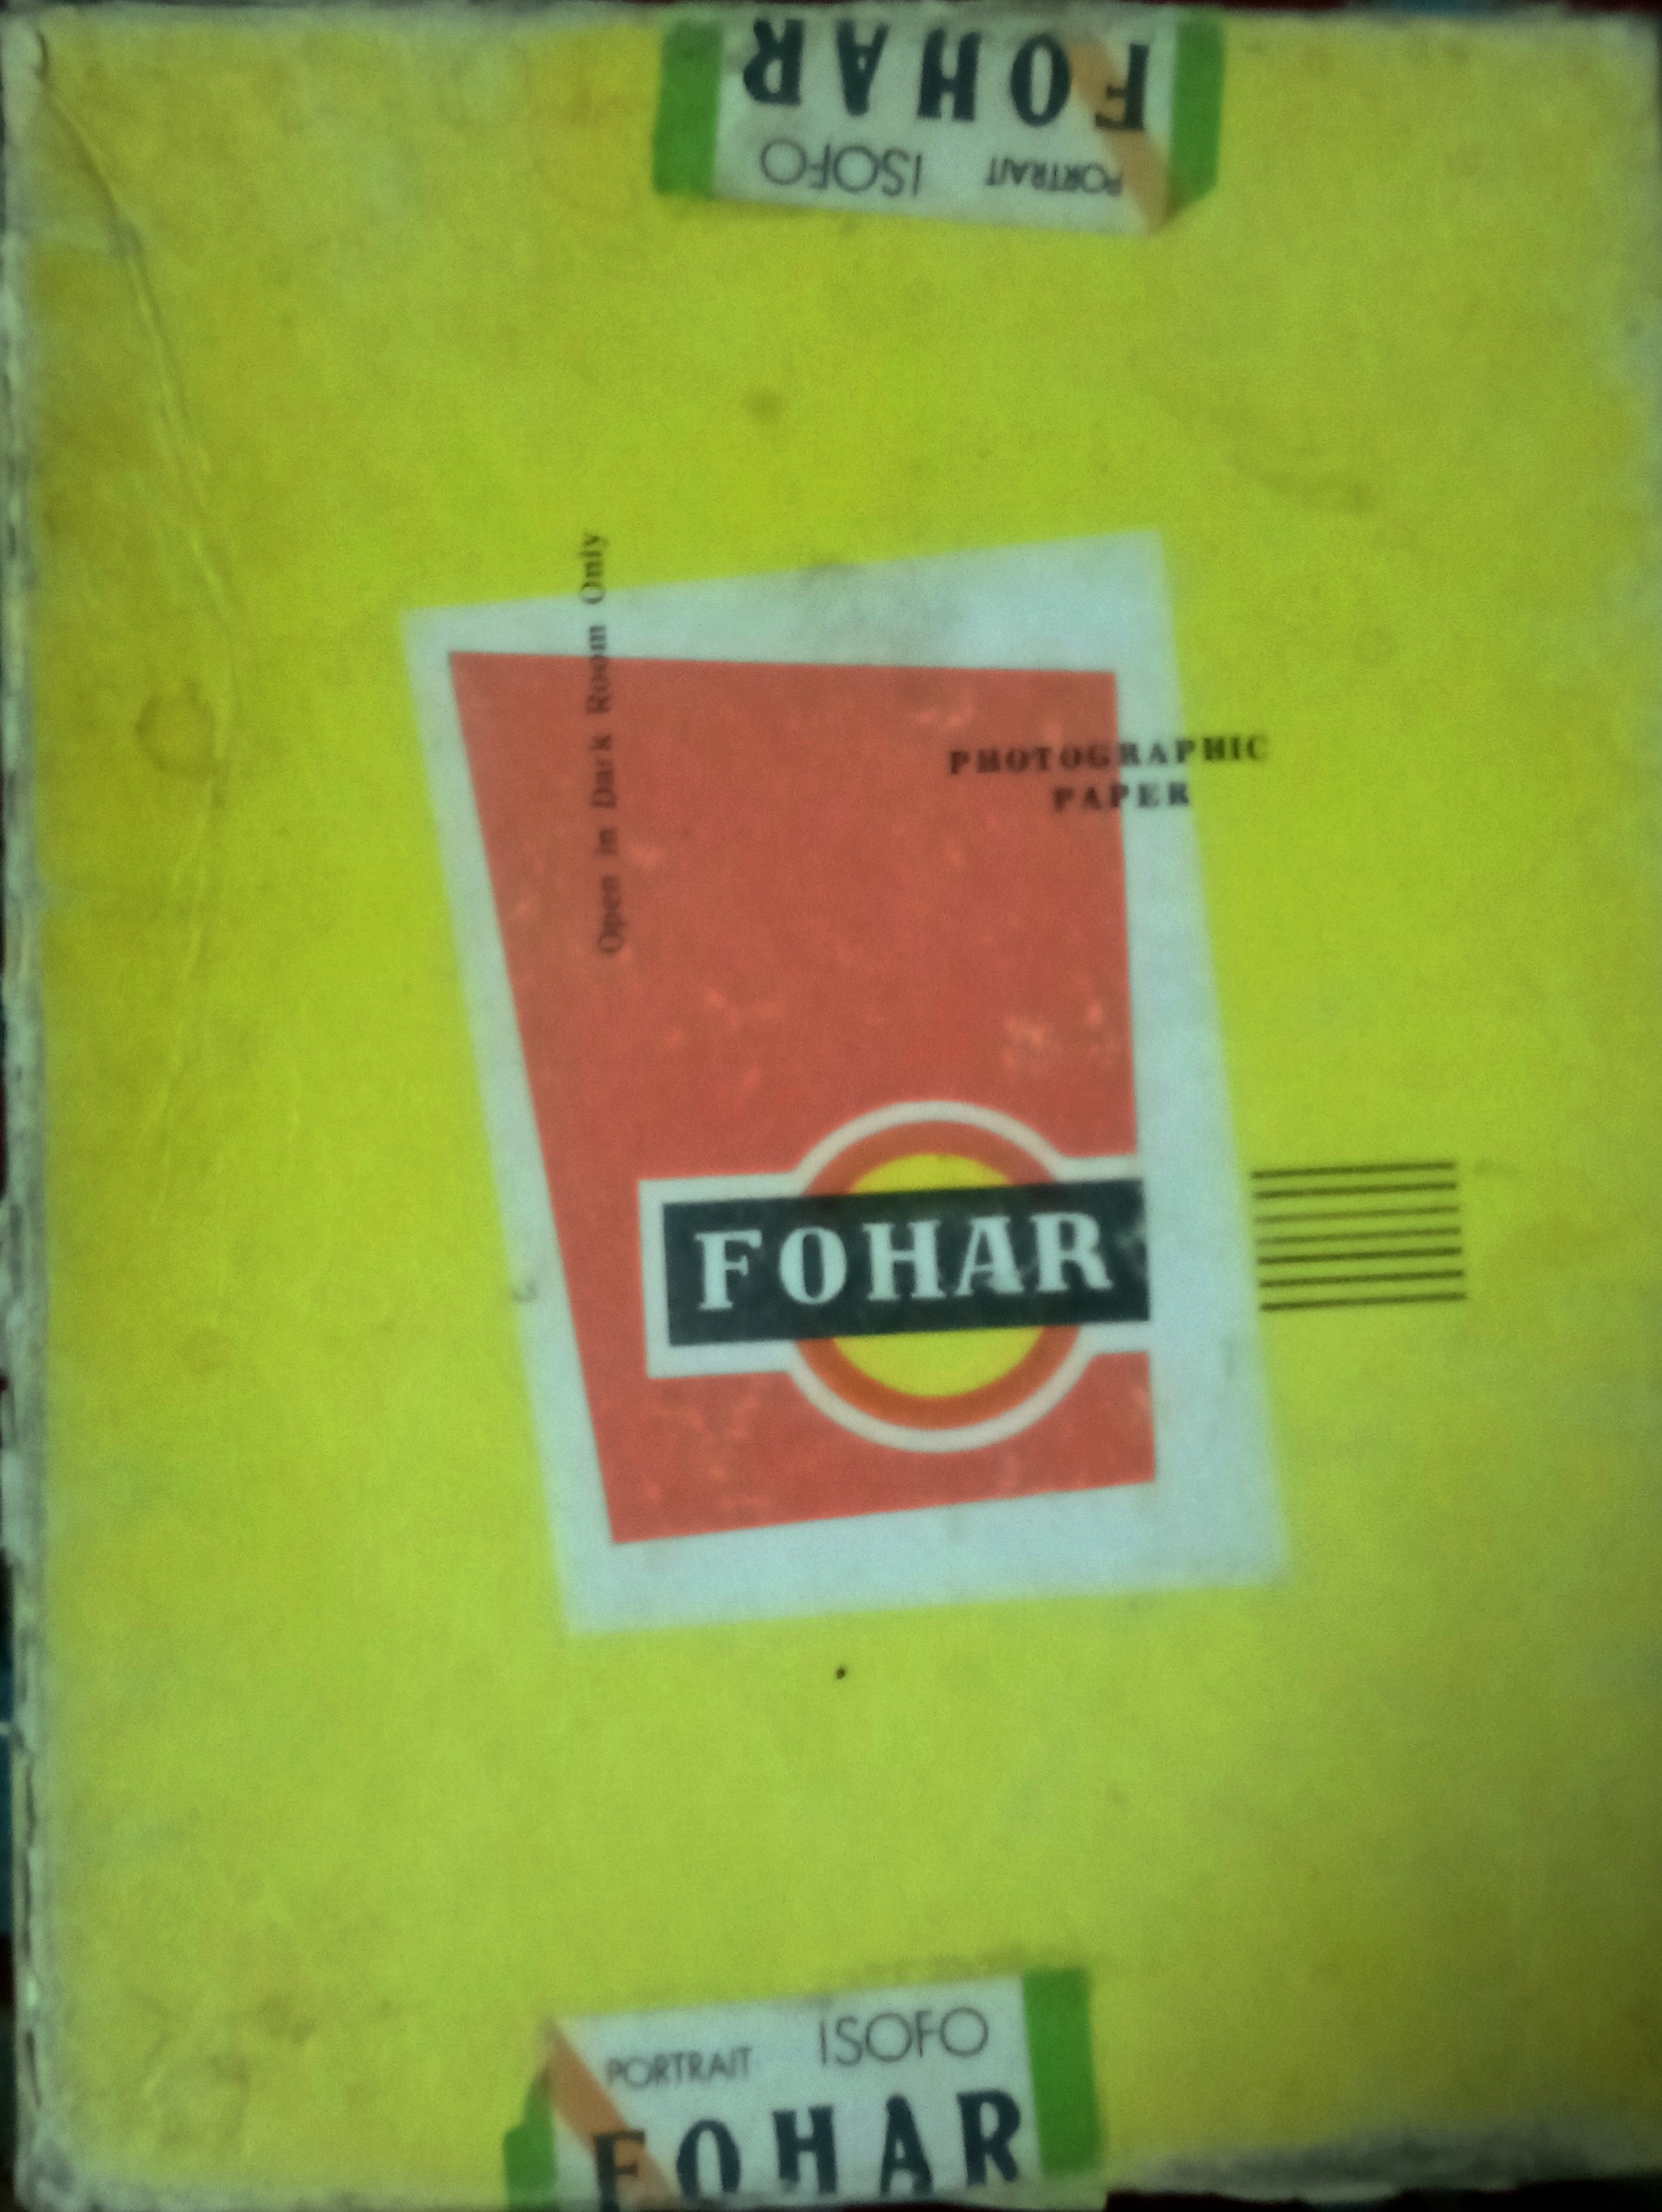 FOHAR
ISOFO PORTRAIT
Open in Dark Room Only
PHOTOGRAPHIC
PAPER
FOHAR
PORTRAIT ISOFO
FOHAR